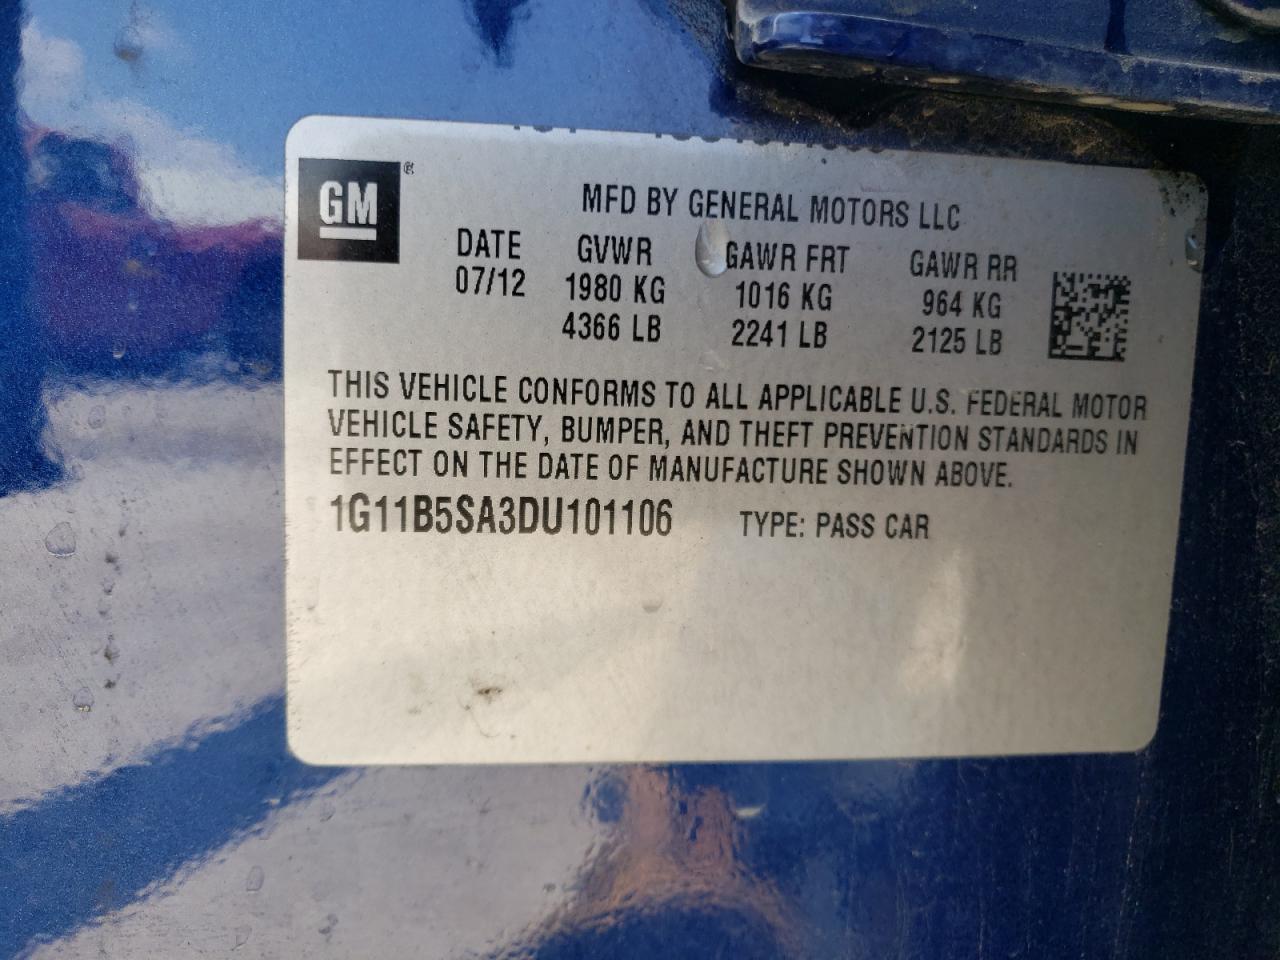 GM ®
MFD BY GENERAL MOTORS LLC
DATE GVWR GAWR FRT GAWR RR
07/12 1980 KG 1016 KG 964 KG
4366 LB 2241 LB 2125 LB
THIS VEHICLE CONFORMS TO ALL APPLICABLE U.S. FEDERAL MOTOR
VEHICLE SAFETY, BUMPER, AND THEFT PREVENTION STANDARDS IN
EFFECT ON THE DATE OF MANUFACTURE SHOWN ABOVE.
1G11B5SA3DU101106 TYPE: PASS CAR